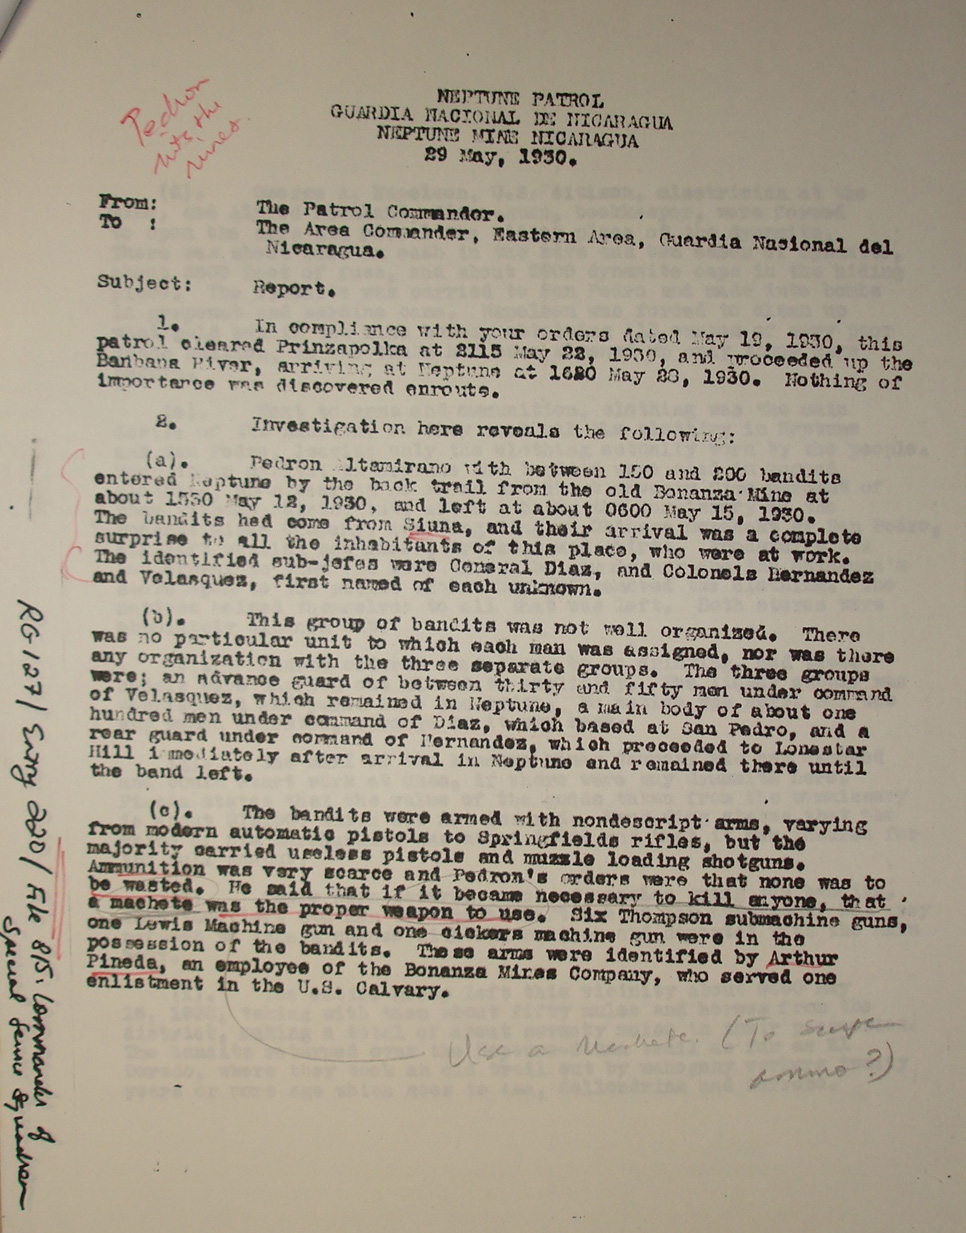 Pedron
hits the
mines.
NEPTUNE PATROL
GUARDIA NACIONAL DE NICARAGUA
NEPTUNE MINE NICARAGUA
29 May, 1930.
From: The Patrol Commander.
To : The Area Commander, Eastern Area, Guardia Nasional del
Nicaragua.
Subject: Report.
1. In compliance with your orders dated May 19, 1930, this
patrol cleared Prinzapolka at 2115 May 22, 1930, and proceeded up the
Banbana River, arriving at Neptune at 1620 May 23, 1930. Nothing of
importance was discovered enroute.
2. Investigation here reveals the following:
(a). Pedron Altamirano with between 150 and 200 bandits
entered Neptune by the back trail from the old Bonanza Mine at
about 1530 May 12, 1930, and left at about 0600 May 15, 1930.
The bandits had come from Siuna, and their arrival was a complete
surprise to all the inhabitants of this place, who were at work.
The identified sub-jefes were General Diaz, and Colonels Hernandez
and Velasquez, first named of each unknown.
(b). This group of bandits was not well organized. There
was no particular unit to which each man was assigned, nor was there
any organization with the three separate groups. The three groups
were; an advance guard of between thirty and fifty men under command
of Velasquez, which remained in Neptune, a main body of about one
hundred men under command of Diaz, which based at San Pedro, and a
rear guard under command of Hernandez, which proceeded to Lonestar
Hill immediately after arrival in Neptune and remained there until
the band left.
(c). The bandits were armed with nondescript arms, varying
from modern automatic pistols to Springfields rifles, but the
majority carried useless pistols and muzzle loading shotguns.
Ammunition was very scarce and Pedron's orders were that none was to
be wasted. He said that if it became necessary to kill anyone, that
a machete was the proper weapon to use. Six Thompson submachine guns,
one Lewis Machine gun and one cickers machine gun were in the
possession of the bandits. These arms were identified by Arthur
Pineda, an employee of the Bonanza Mines Company, who served one
enlistment in the U.S. Calvary.
Use a machete. (To
ammo?)
RG 127/ Entry 220/ File 815. Commander of
Special Service Squadron